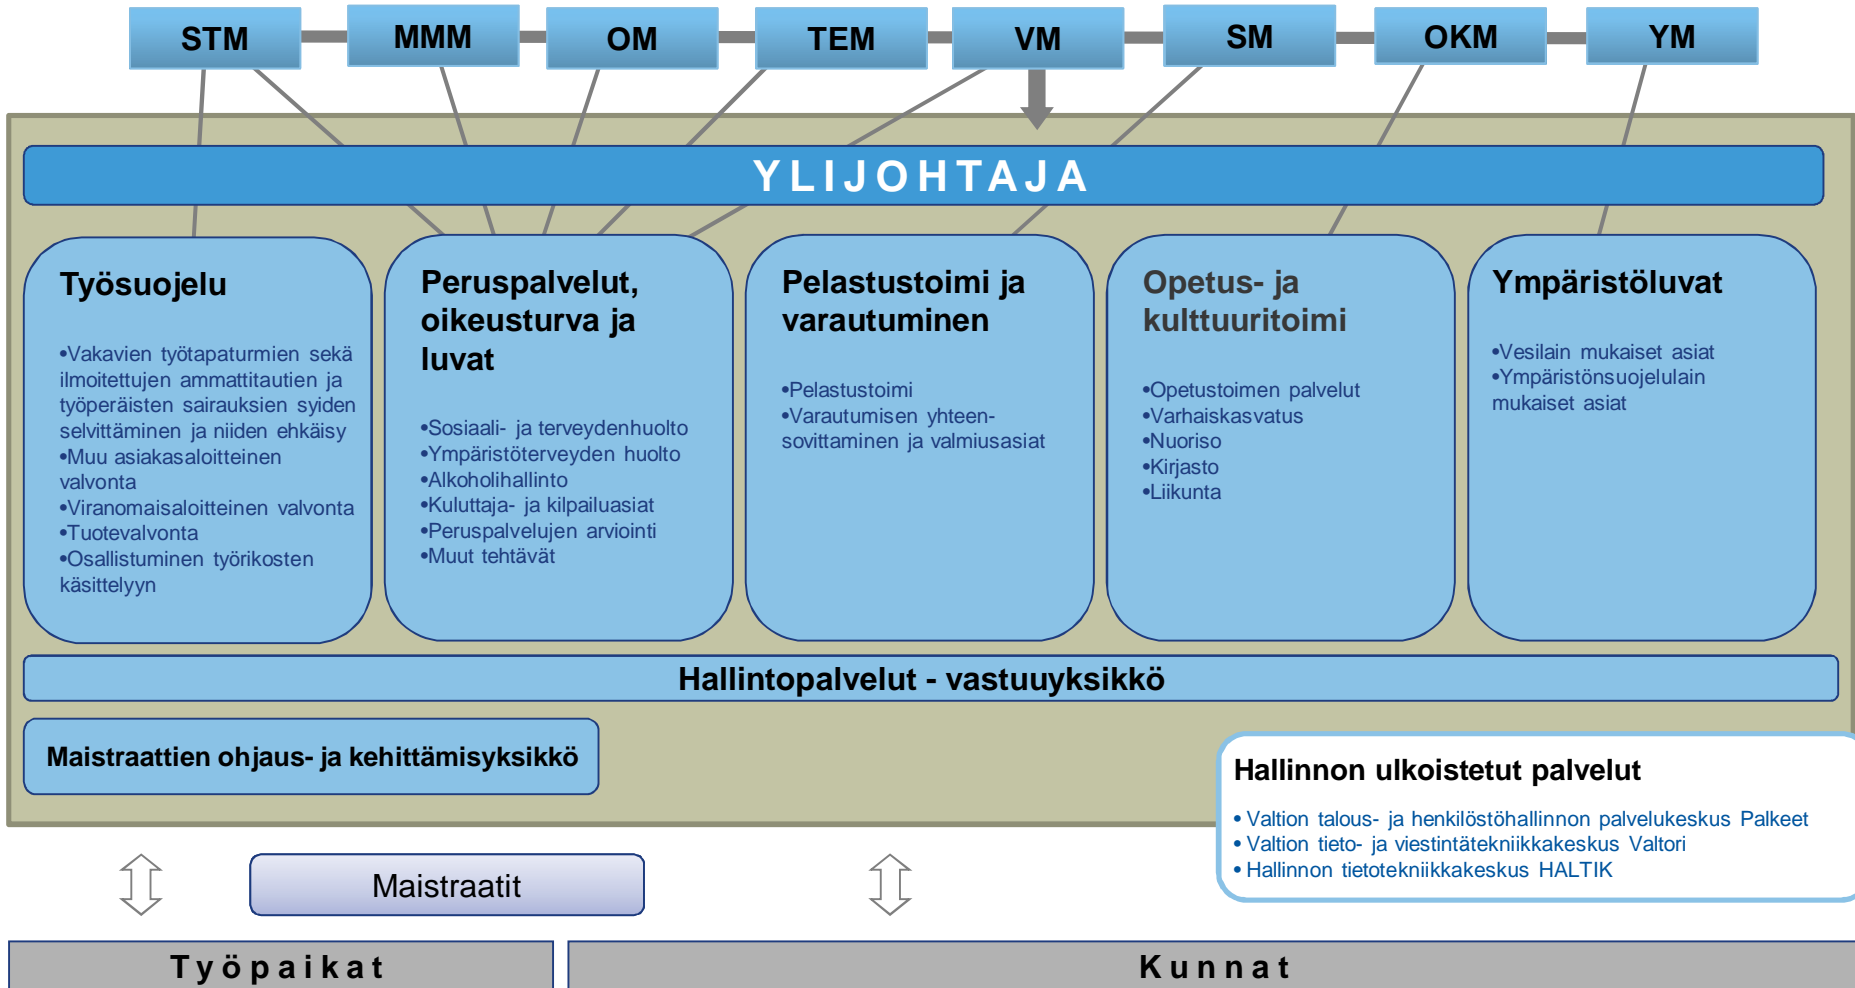 STM
MMM
OM
TEM
VM
SM
OKM
YM
YLIJOHTAJA
Työsuojelu
•Vakavien työtapaturmien sekä
ilmoitettujen ammattitautien ja
työperäisten sairauksien syiden
selvittäminen ja niiden ehkäisy
•Muu asiakasaloitteinen
valvonta
•Viranomaisaloitteinen valvonta
•Tuotevalvonta
•Osallistuminen työrikosten
käsittelyyn
Peruspalvelut,
oikeusturva ja
luvat
•Sosiaali- ja terveydenhuolto
•Ympäristöterveyden huolto
•Alkoholihallinto
•Kuluttaja- ja kilpailuasiat
•Peruspalvelujen arviointi
•Muut tehtävät
Pelastustoimi ja
varautuminen
•Pelastustoimi
•Varautumisen yhteen-
sovittaminen ja valmiusasiat
Opetus- ja
kulttuuritoimi
•Opetustoimen palvelut
•Varhaiskasvatus
•Nuoriso
•Kirjasto
•Liikunta
Ympäristöluvat
•Vesilain mukaiset asiat
•Ympäristönsuojelulain
mukaiset asiat
Hallintopalvelut - vastuuyksikkö
Maistraattien ohjaus- ja kehittämisyksikkö
Hallinnon ulkoistetut palvelut
• Valtion talous- ja henkilöstöhallinnon palvelukeskus Palkeet
• Valtion tieto- ja viestintätekniikkakeskus Valtori
• Hallinnon tietotekniikkakeskus HALTIK
Maistraatit
Työpaikat
Kunnat